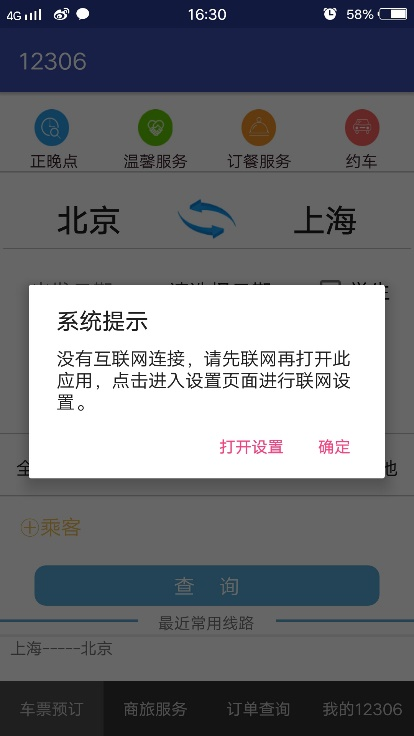 4G 16:30 58%
12306
正晚点 温馨服务 订餐服务 约车
北京 上海
系统提示
没有互联网连接，请先联网再打开此
应用，点击进入设置页面进行联网设
置。
打开设置 确定
全 他
乘客
查 询
最近常用线路
上海-----北京
车票预订 商旅服务 订单查询 我的12306